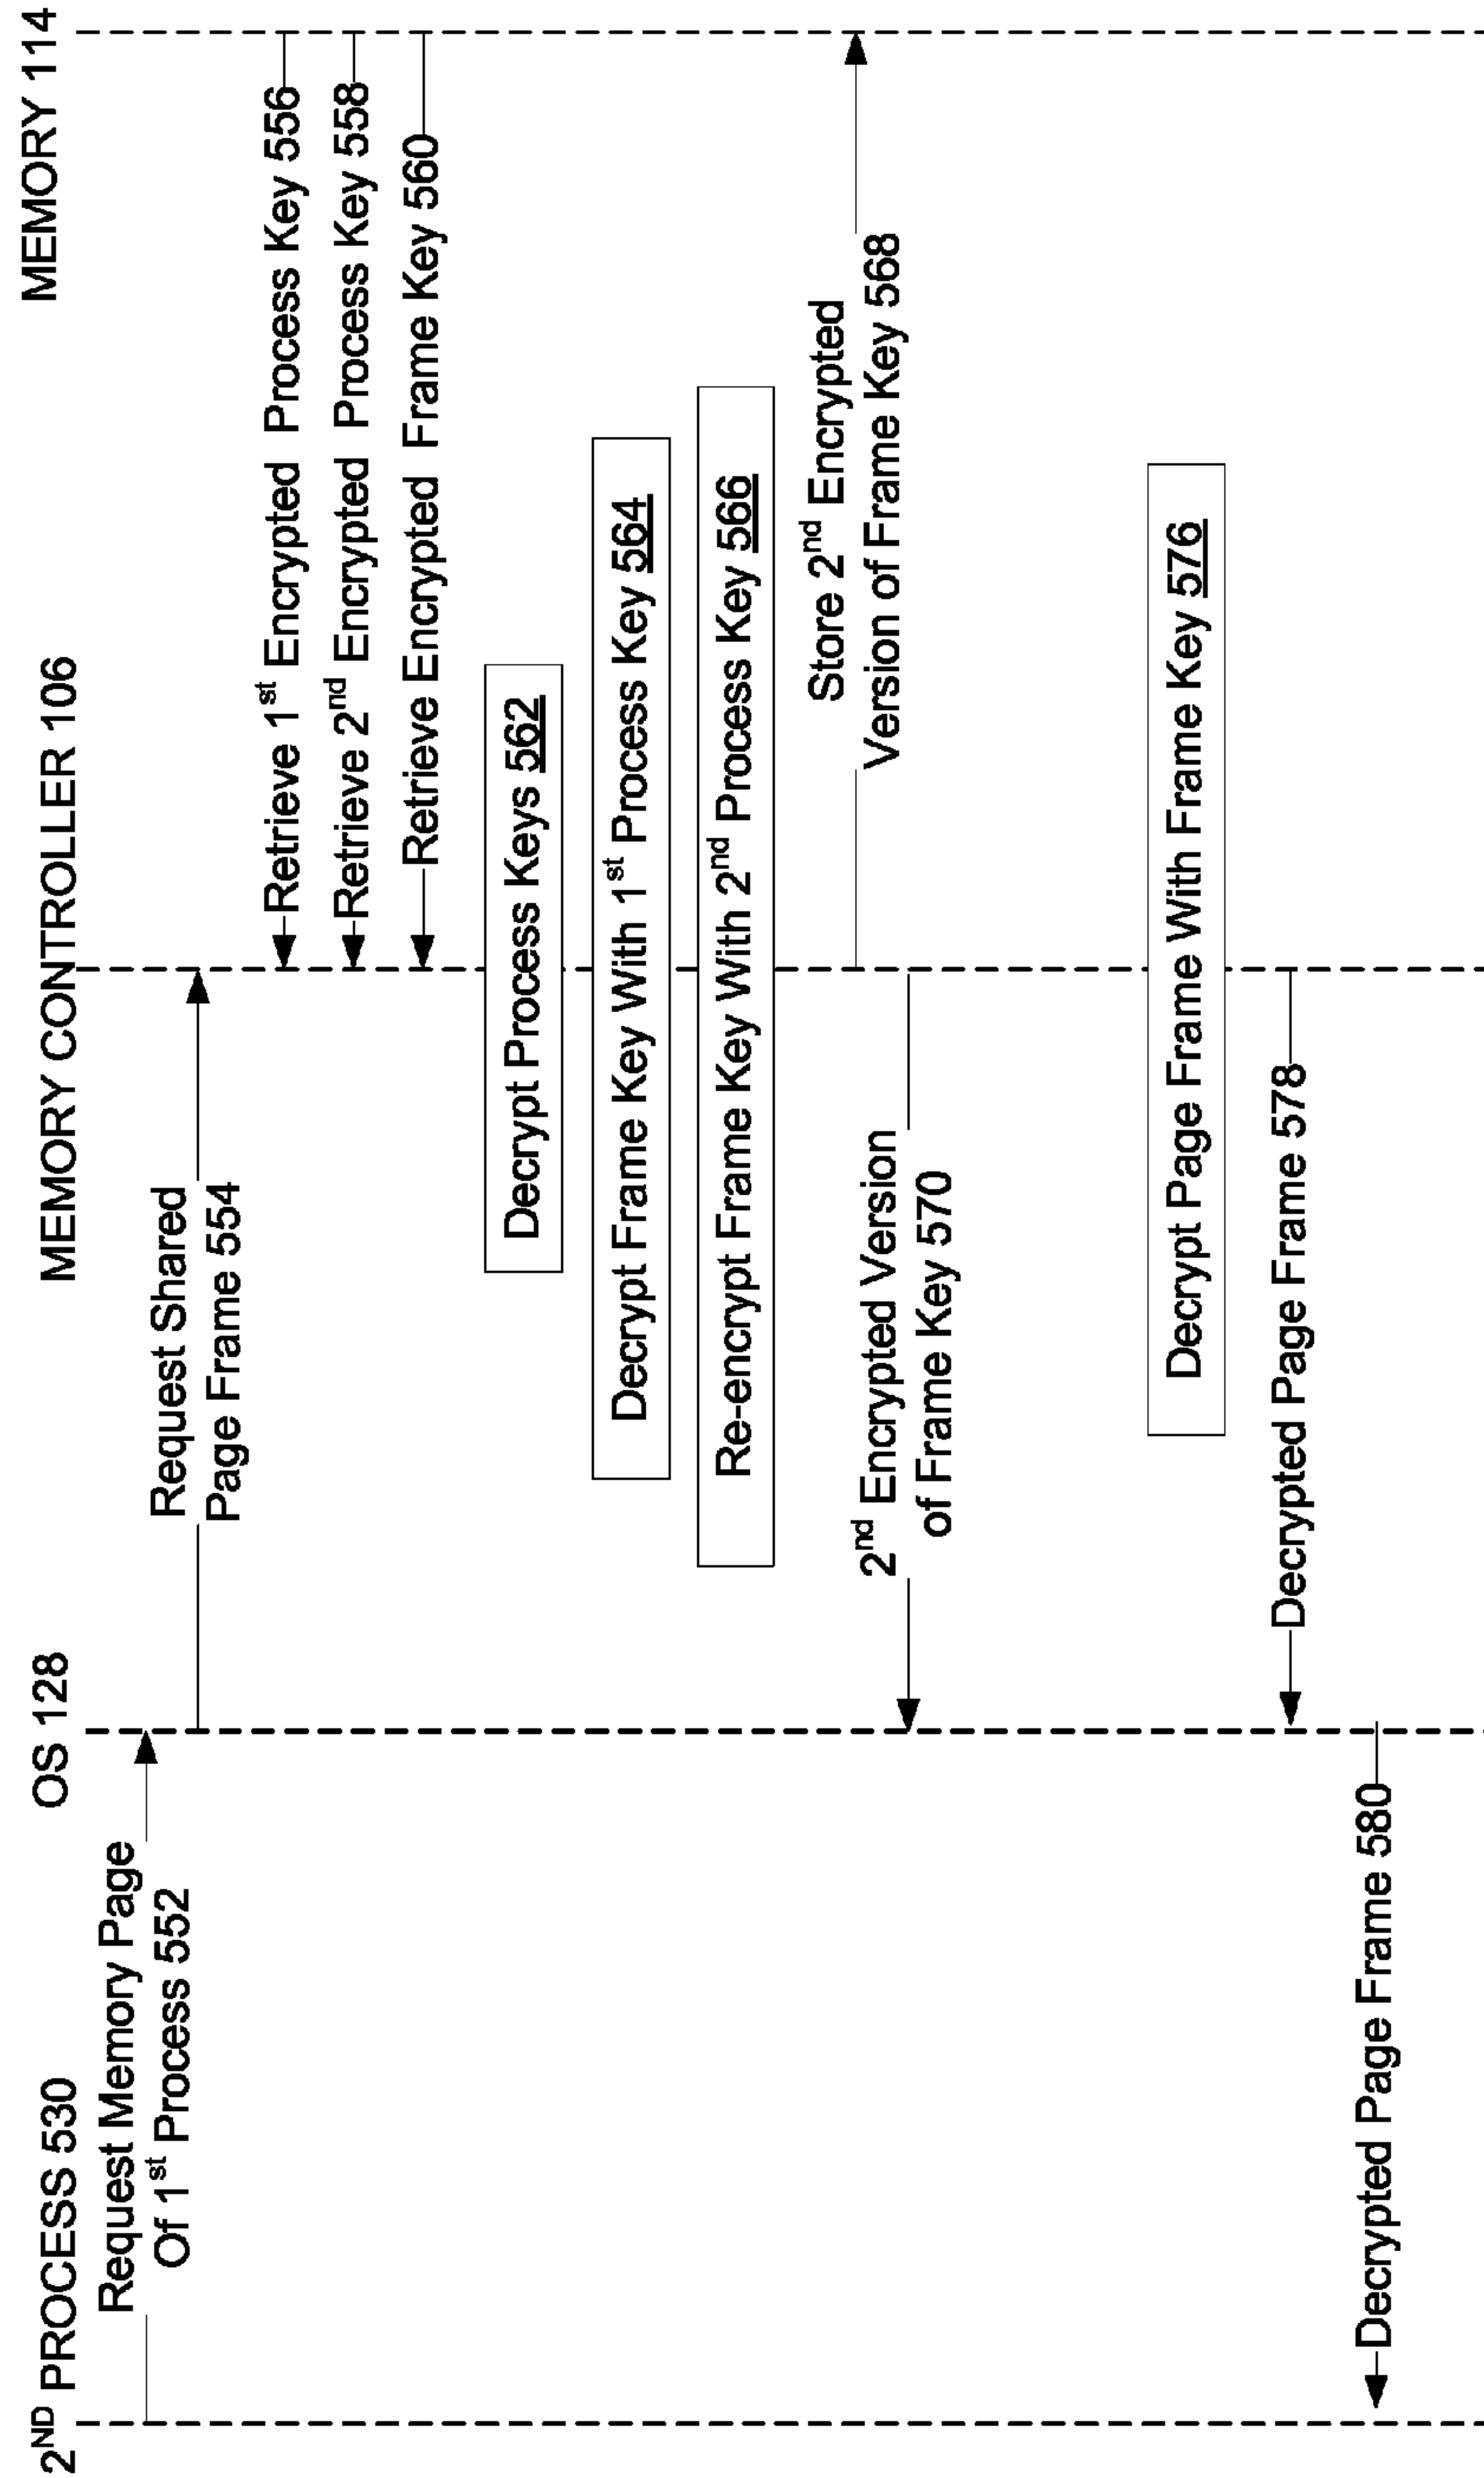 2ND PROCESS 530
OS 128
MEMORY CONTROLLER 106
MEMORY 114
Request Memory Page
Of 1st Process 552
Request Shared
Page Frame 554
Retrieve 1st Encrypted Process Key 556
Retrieve 2nd Encrypted Process Key 558
Retrieve Encrypted Frame Key 560
Decrypt Process Keys 562
Decrypt Frame Key With 1st Process Key 564
Re-encrypt Frame Key With 2nd Process Key 566
Store 2nd Encrypted
Version of Frame Key 568
2nd Encrypted Version
of Frame Key 570
Decrypt Page Frame With Frame Key 576
Decrypted Page Frame 578
Decrypted Page Frame 580